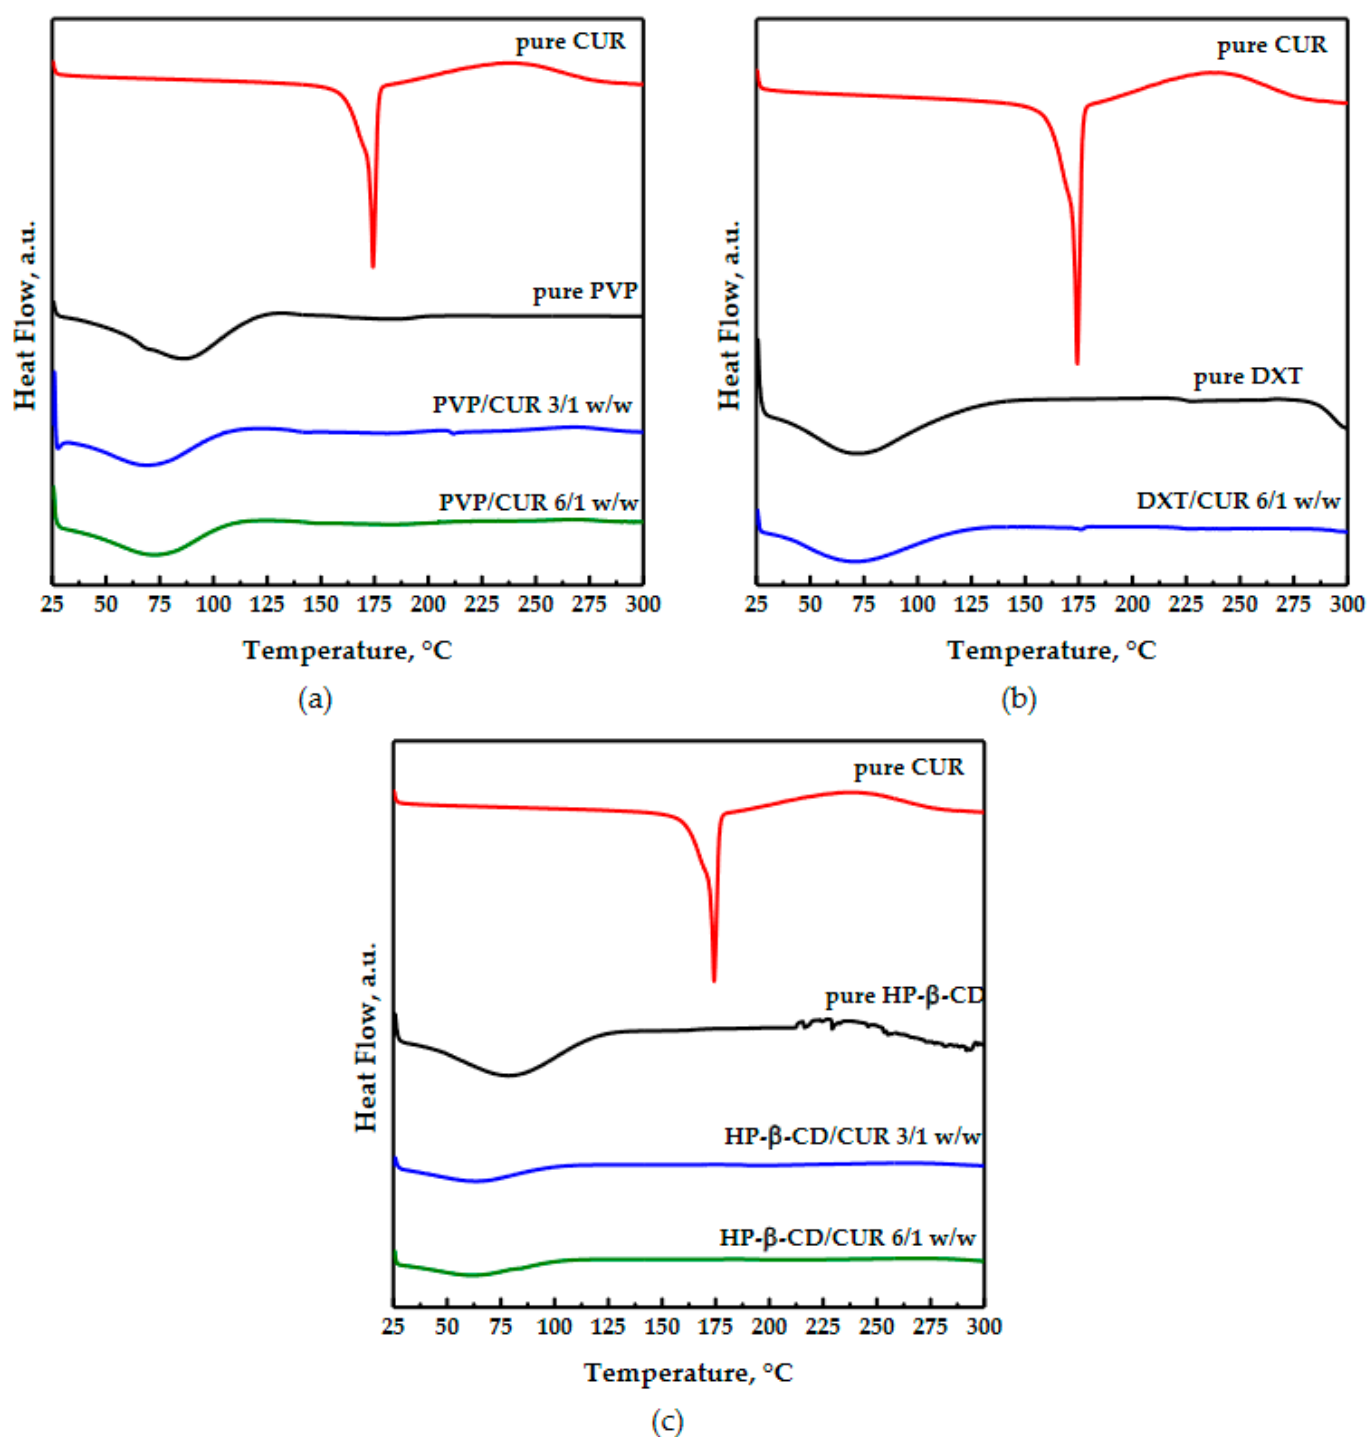 pure CUR
pure PVP
PVP/CUR 3/1 w/w
PVP/CUR 6/1 w/w
Heat Flow, a.u.
25 50 75 100 125 150 175 200 225 250 275 300
Temperature, °C
(a)
pure CUR
pure DXT
DXT/CUR 6/1 w/w
Heat Flow, a.u.
25 50 75 100 125 150 175 200 225 250 275 300
Temperature, °C
(b)
pure CUR
pure HP-β-CD
HP-β-CD/CUR 3/1 w/w
HP-β-CD/CUR 6/1 w/w
Heat Flow, a.u.
25 50 75 100 125 150 175 200 225 250 275 300
Temperature, °C
(c)